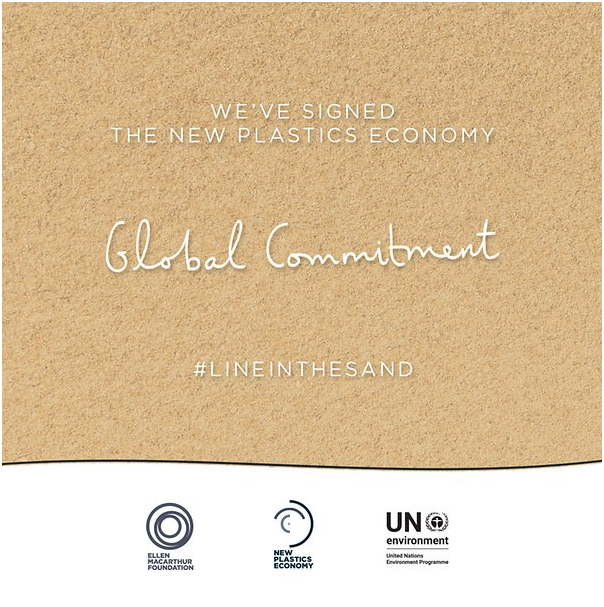 WE'VE SIGNED
THE NEW PLASTICS ECONOMY
Global Commitment
#LINEINTHESAND
ELLEN
MACARTHUR
FOUNDATION
NEW
PLASTICS
ECONOMY
UN
environment
United Nations
Environment Programme